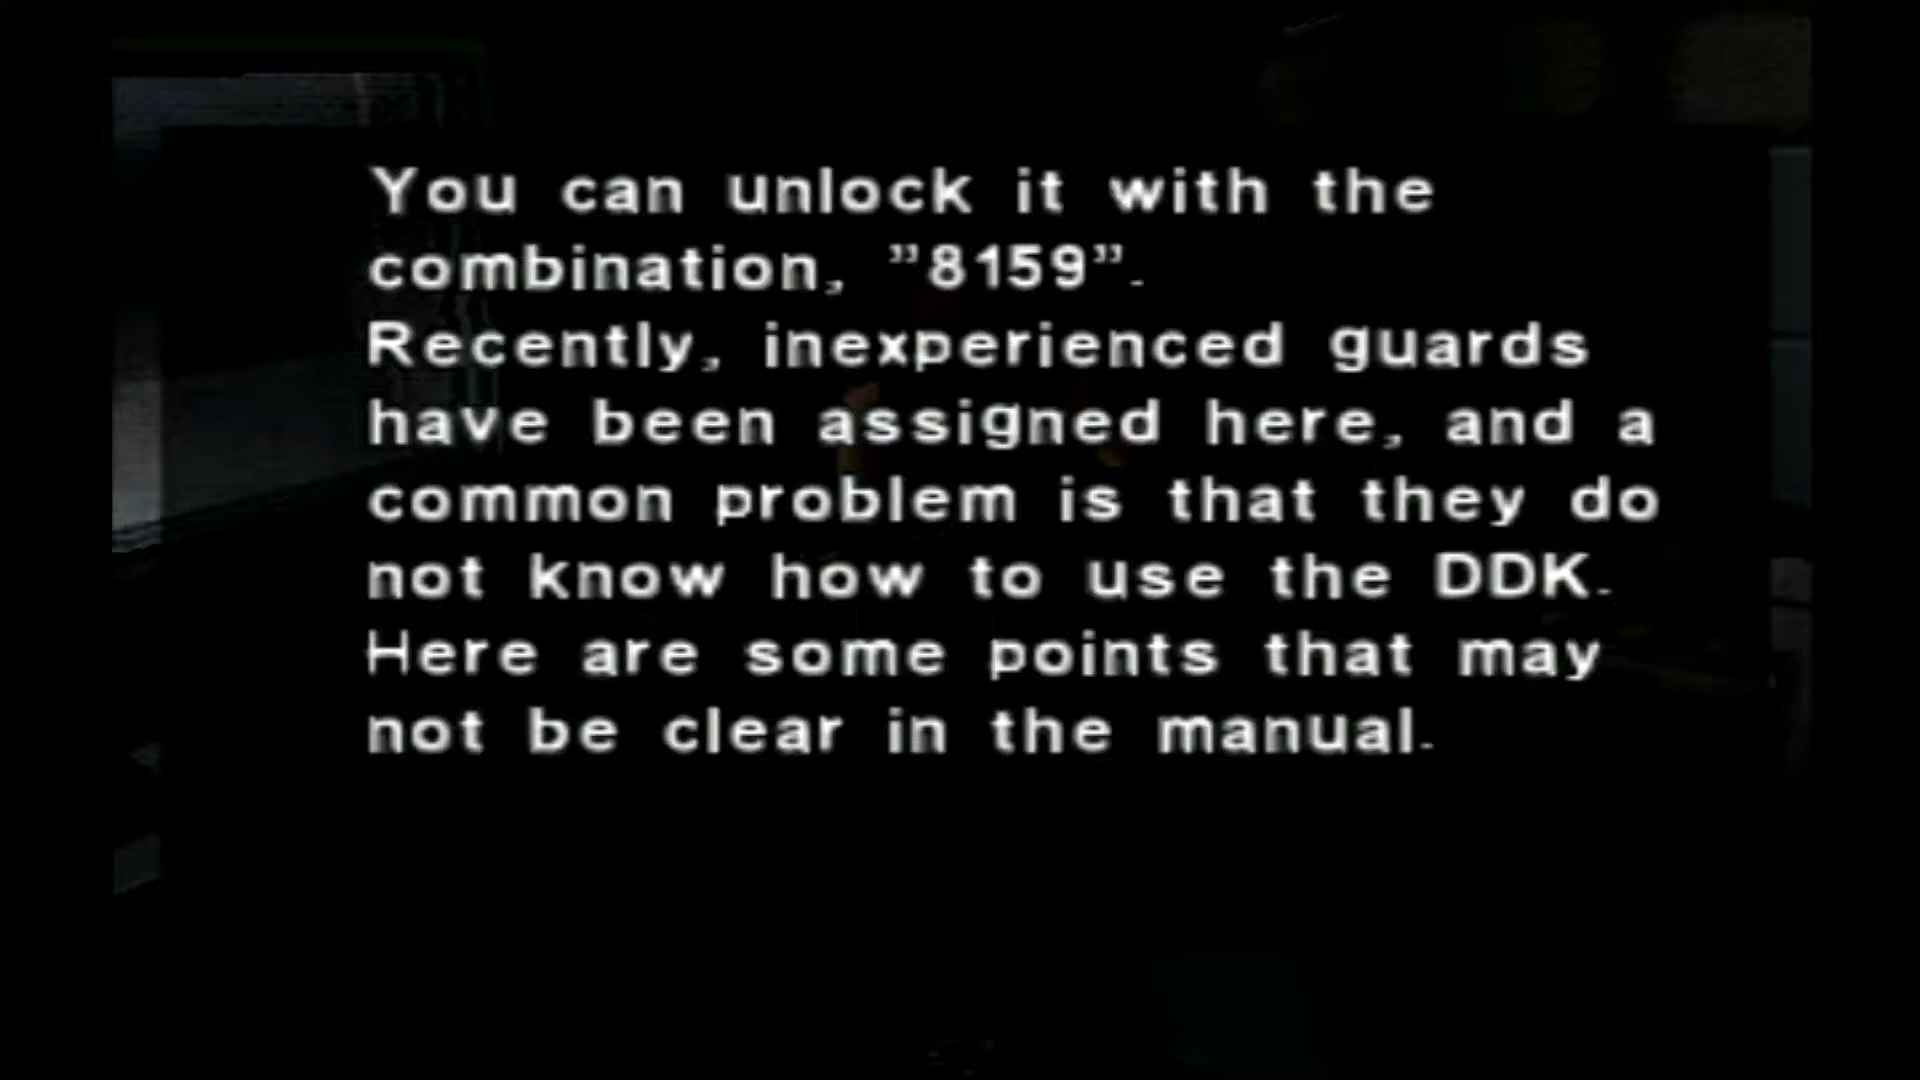 You can unlock it with the
combination, ”8159”.
Recently, inexperienced guards
have been assigned here, and a
common problem is that they do
not know how to use the DDK.
Here are some points that may
not be clear in the manual.